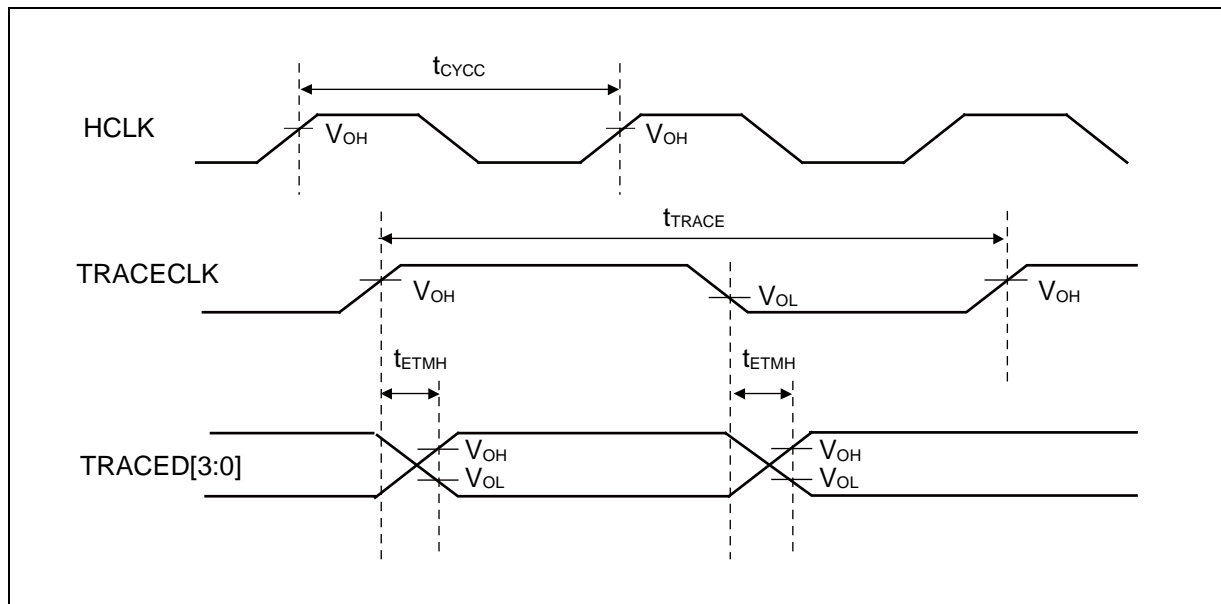 tCYCC
HCLK
VOH
VOH
tTRACE
TRACECLK
VOH
VOL
VOH
tETMH
tETMH
TRACED[3:0]
VOH
VOH
VOL
VOL